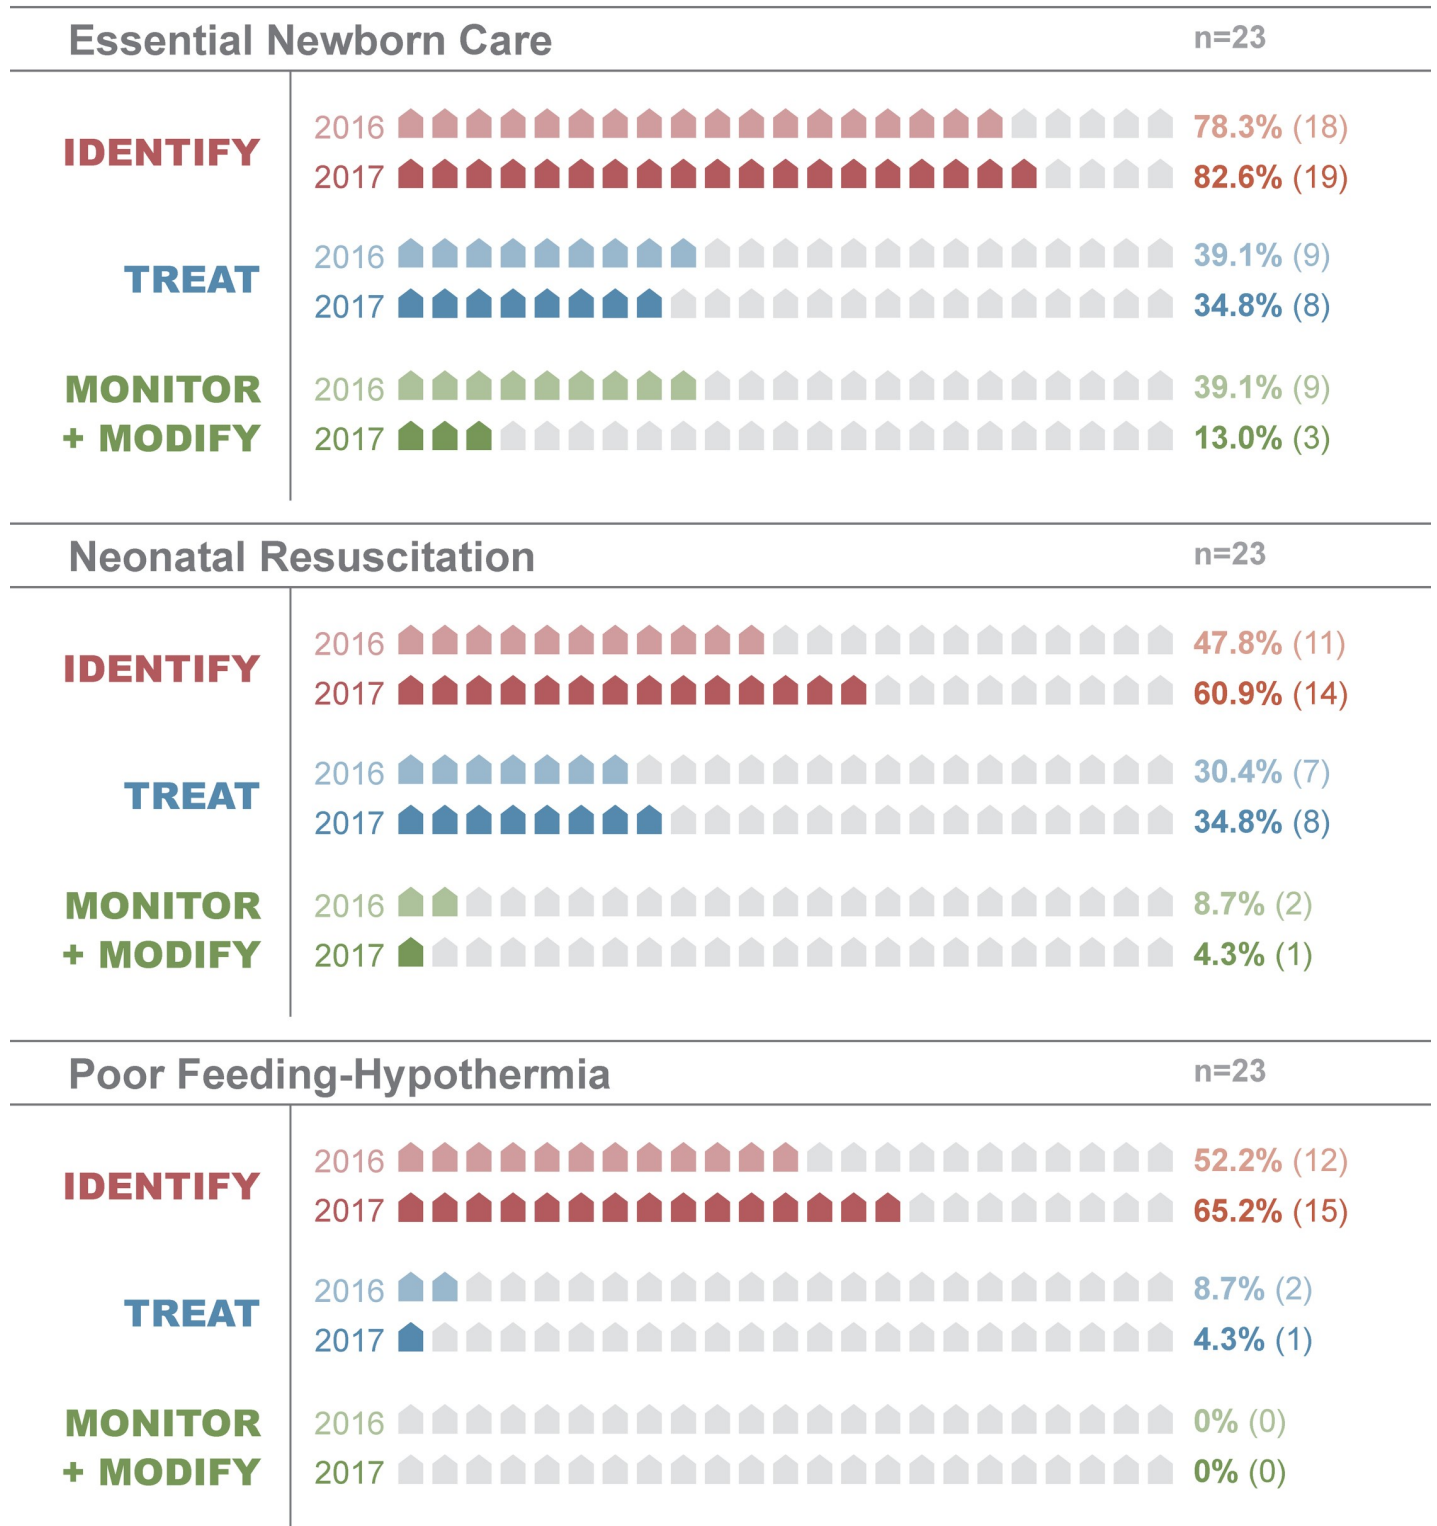 Essential Newborn Care n=23
IDENTIFY
2016 78.3% (18)
2017 82.6% (19)
TREAT
2016 39.1% (9)
2017 34.8% (8)
MONITOR
+ MODIFY
2016 39.1% (9)
2017 13.0% (3)
Neonatal Resuscitation n=23
IDENTIFY
2016 47.8% (11)
2017 60.9% (14)
TREAT
2016 30.4% (7)
2017 34.8% (8)
MONITOR
+ MODIFY
2016 8.7% (2)
2017 4.3% (1)
Poor Feeding-Hypothermia n=23
IDENTIFY
2016 52.2% (12)
2017 65.2% (15)
TREAT
2016 8.7% (2)
2017 4.3% (1)
MONITOR
+ MODIFY
2016 0% (0)
2017 0% (0)